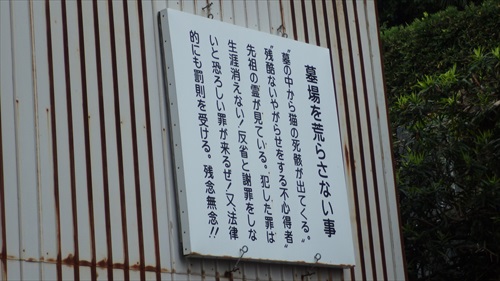 墓場を荒らさない事
〝墓の中から猫の死骸が出てくる。〟
〝残酷ないやがらせをする不心得者〟
先祖の霊が見ている。犯した罪は
生涯消えない!反省と謝罪をしな
いと恐ろしい罪が来るぜ!又、法律
的にも罰則を受ける。残念無念!!